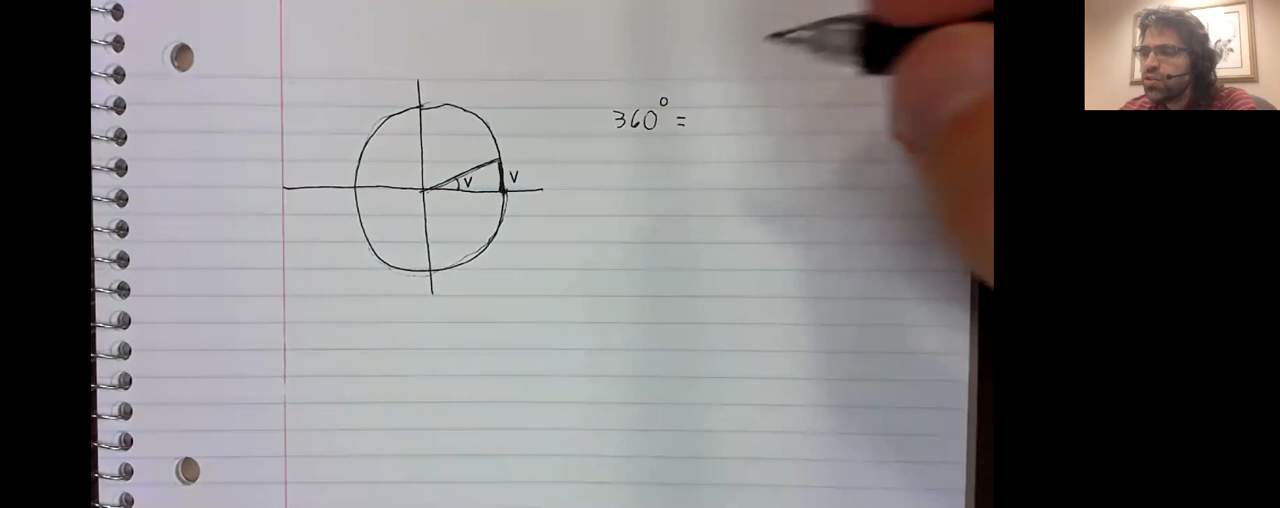 360° =
v v